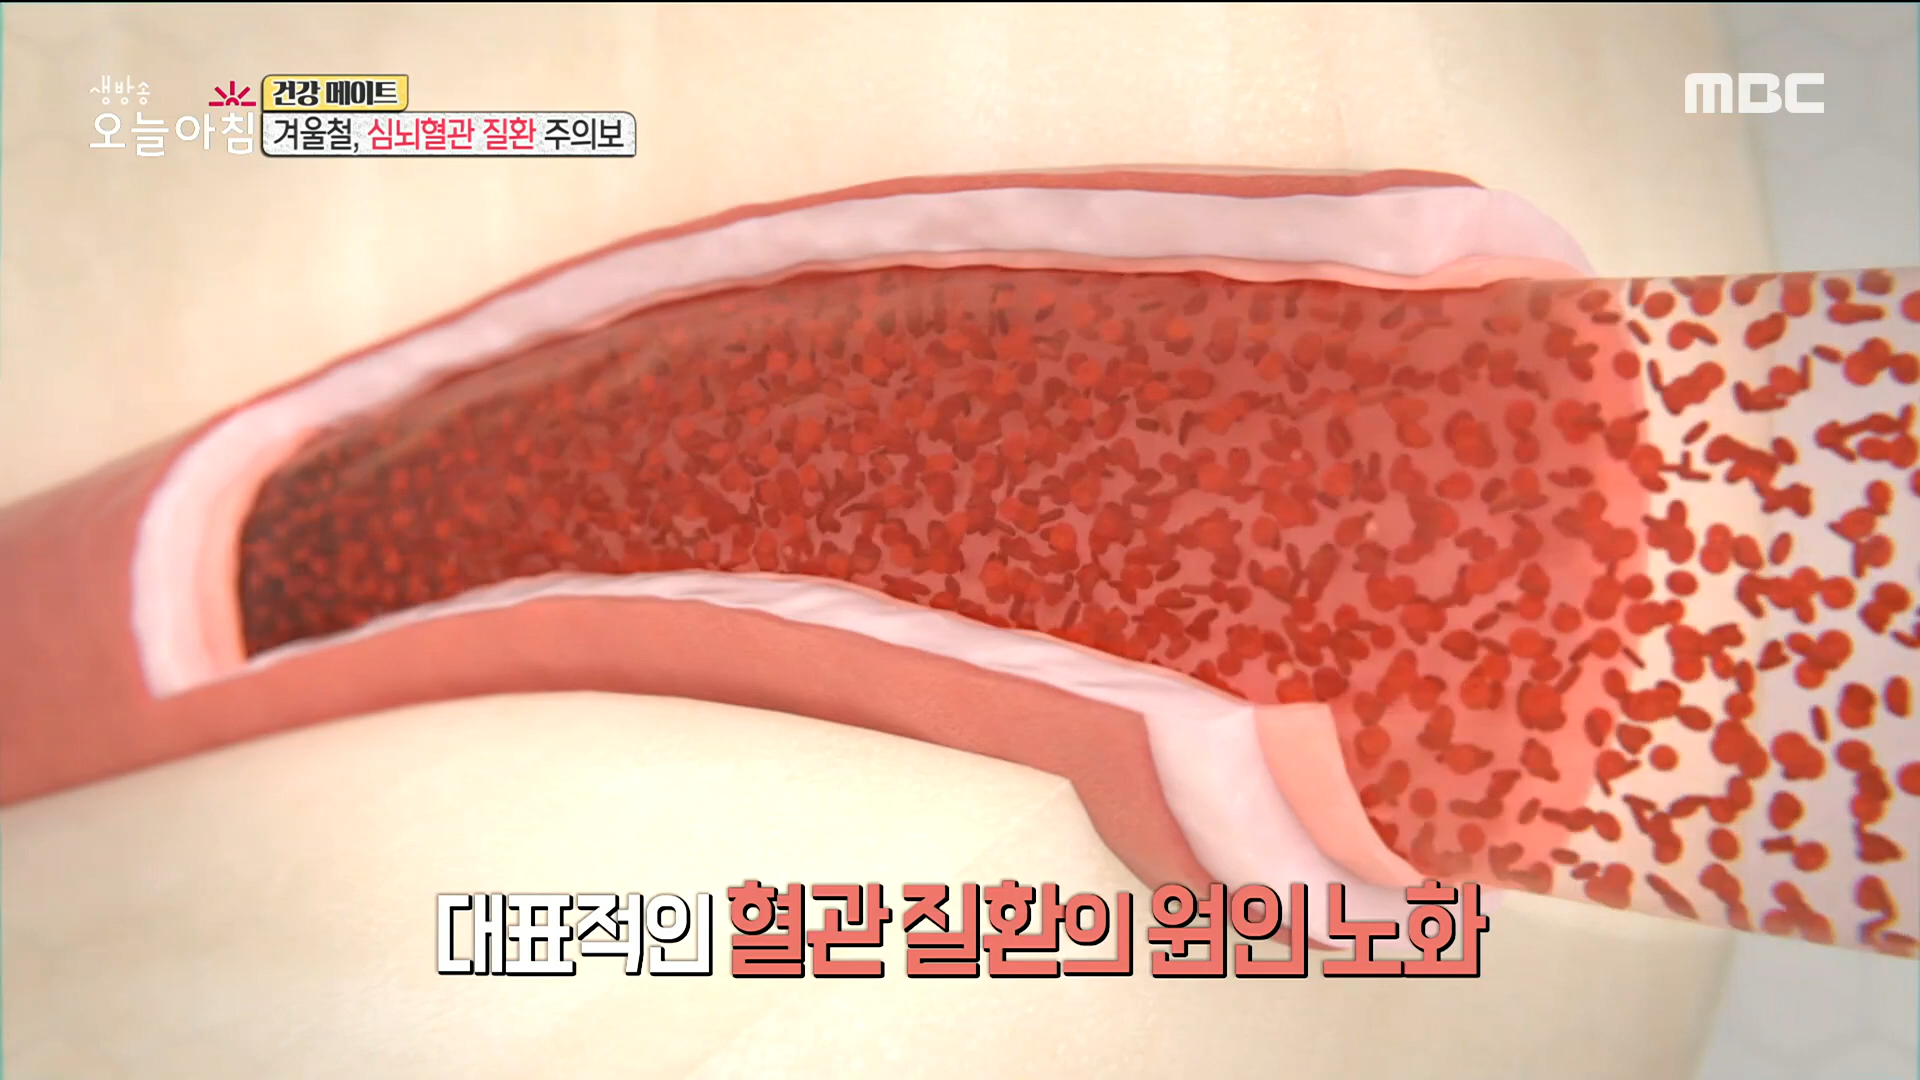 생방송
오늘아침
건강 메이트
겨울철, 심뇌혈관 질환 주의보
MBC
대표적인 혈관 질환의 원인 노화